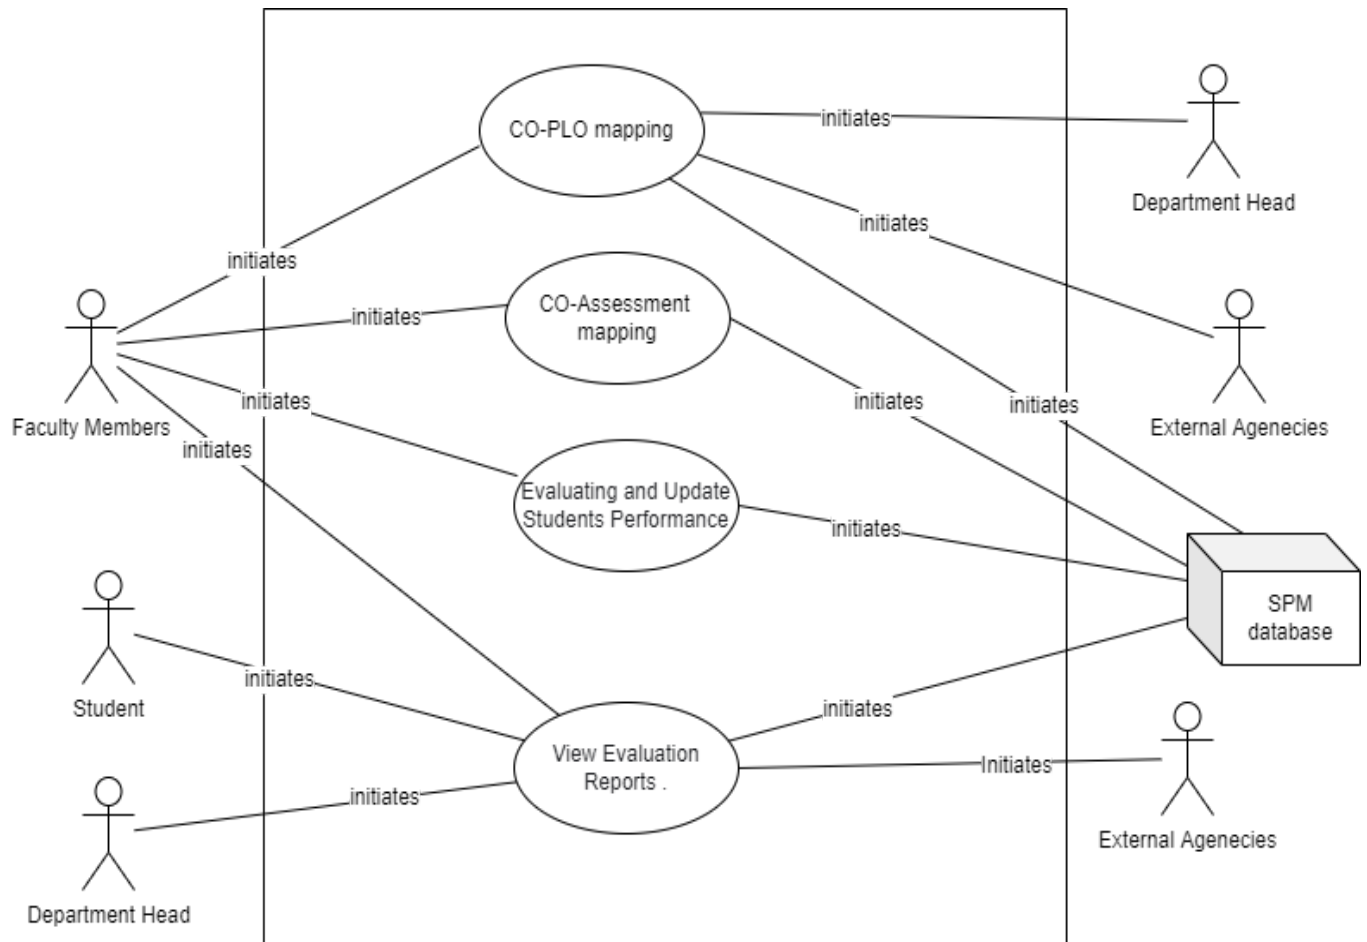 CO-PLO mapping
initiates
Department Head
initiates
initiates
External Agenecies
CO-Assessment
mapping
initiates
Faculty Members
initiates
initiates
initiates
initiates
Evaluating and Update
Students Performance
initiates
SPM
database
Student
initiates
View Evaluation
Reports .
initiates
Initiates
External Agenecies
initiates
Department Head